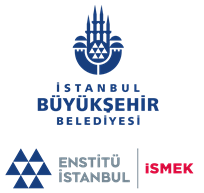 İSTANBUL
BÜYÜKŞEHİR
BELEDİYESİ
ENSTİTÜ
İSTANBUL
İSMEK